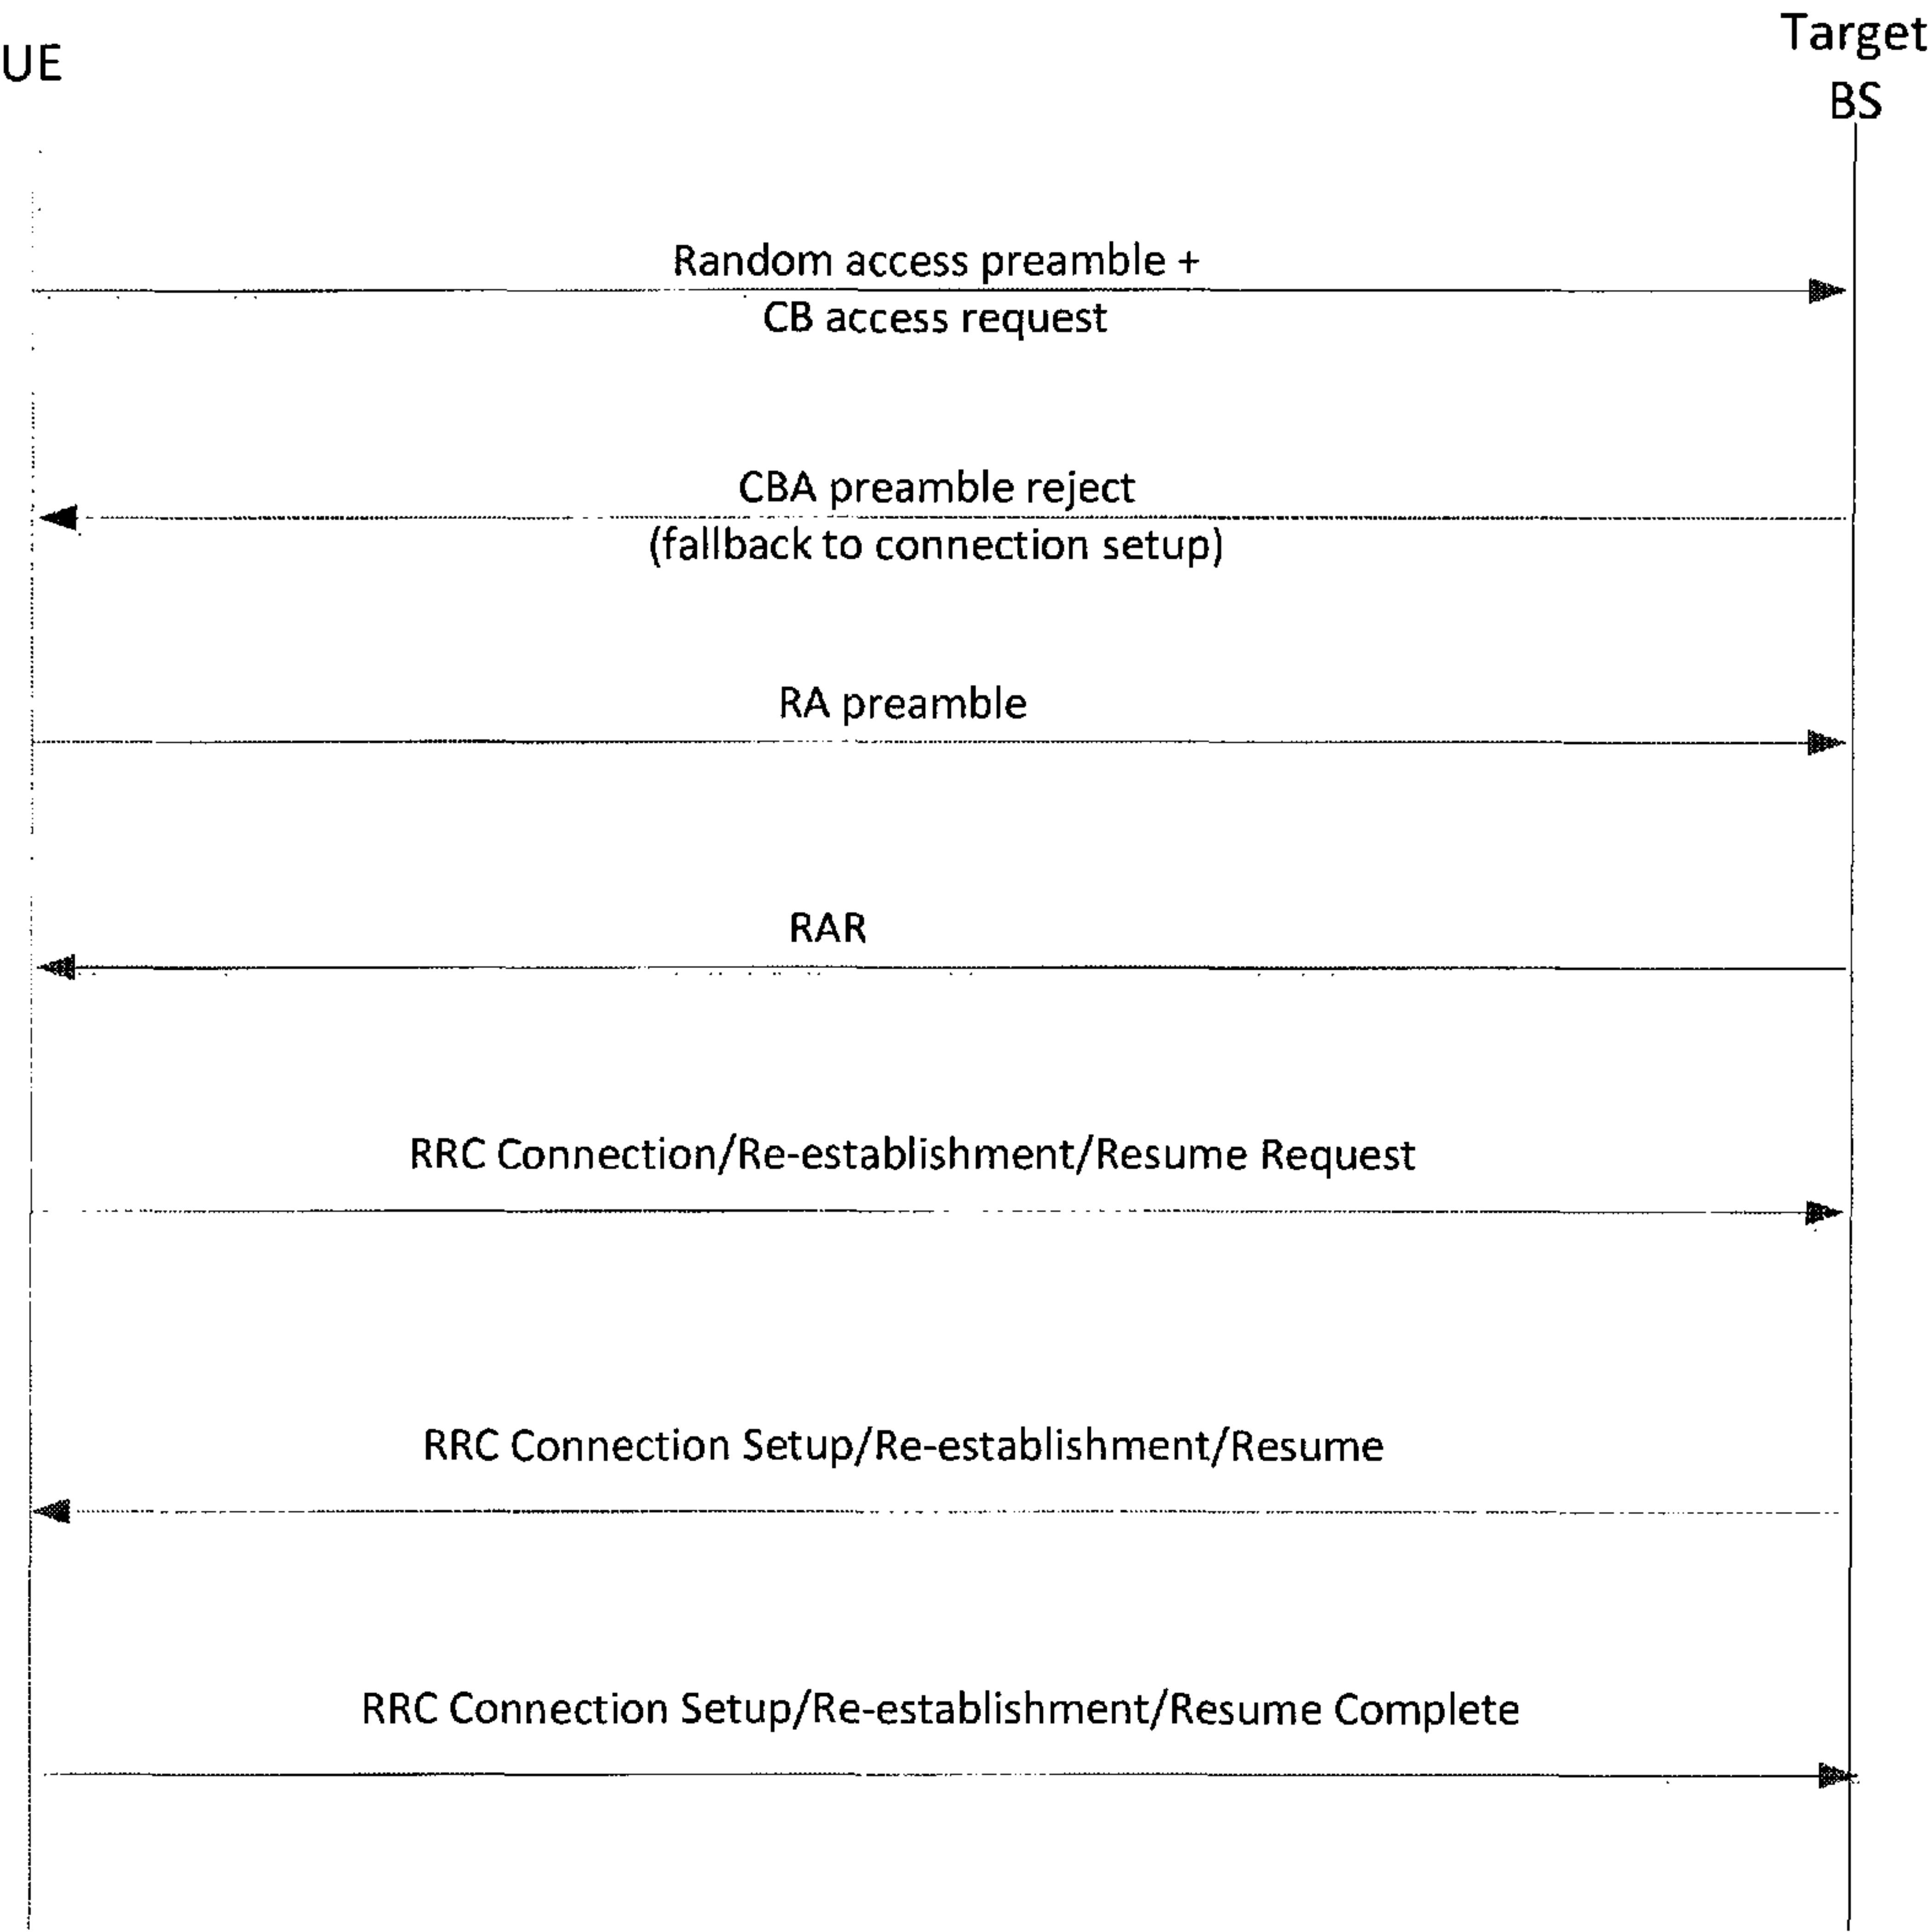 UE
Target
BS
Random access preamble +
CB access request
CBA preamble reject
(fallback to connection setup)
RA preamble
RAR
RRC Connection/Re-establishment/Resume Request
RRC Connection Setup/Re-establishment/Resume
RRC Connection Setup/Re-establishment/Resume Complete